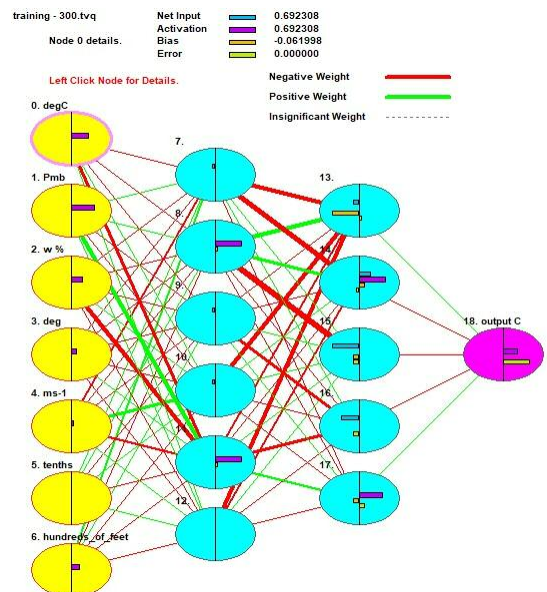 training - 300.tvq
Net Input 0.692308
Activation 0.692308
Node 0 details.
Bias -0.061998
Error 0.000000
Left Click Node for Details.
Negative Weight
Positive Weight
Insignificant Weight
0. degC
1. Pmb
2. w %
3. deg
4. ms-1
5. tenths
6. hundreds_of_feet
7.
8.
9.
10.
12.
13.
14.
15.
16.
17.
18. output C